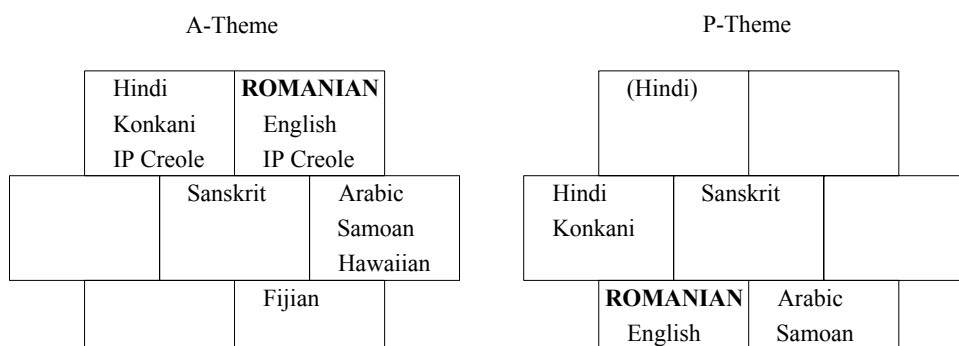 A-Theme P-Theme
Hindi ROMANIAN (Hindi)
Konkani English
IP Creole IP Creole
Sanskrit Arabic Hindi Sanskrit
Samoan Konkani
Hawaiian
Fijian ROMANIAN Arabic
English Samoan